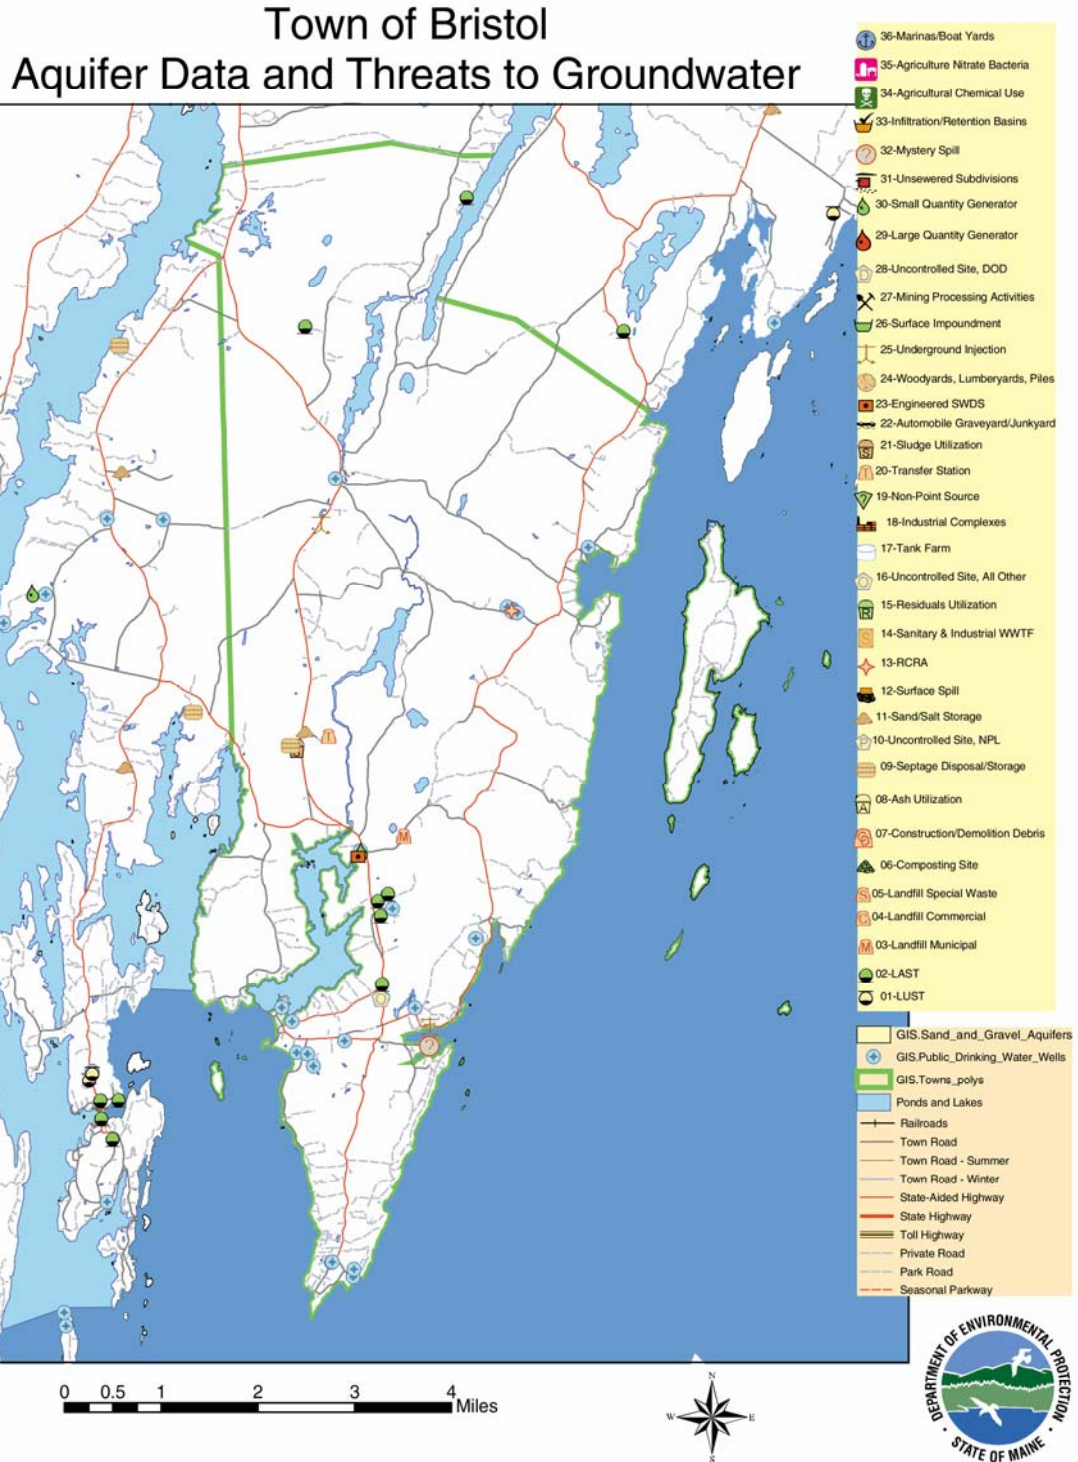 Town of Bristol
Aquifer Data and Threats to Groundwater
36-Marinas/Boat Yards
35-Agriculture Nitrate Bacteria
34-Agricultural Chemical Use
33-Infiltration/Retention Basins
32-Mystery Spill
31-Unsewered Subdivisions
30-Small Quantity Generator
29-Large Quantity Generator
28-Uncontrolled Site, DOD
27-Mining Processing Activities
26-Surface Impoundment
25-Underground Injection
24-Woodyards, Lumberyards, Piles
23-Engineered SWDS
22-Automobile Graveyard/Junkyard
21-Sludge Utilization
20-Transfer Station
19-Non-Point Source
18-Industrial Complexes
17-Tank Farm
16-Uncontrolled Site, All Other
15-Residuals Utilization
14-Sanitary & Industrial WWTF
13-RCRA
12-Surface Spill
11-Sand/Salt Storage
10-Uncontrolled Site, NPL
09-Septage Disposal/Storage
08-Ash Utilization
07-Construction/Demolition Debris
06-Composting Site
05-Landfill Special Waste
04-Landfill Commercial
03-Landfill Municipal
02-LAST
01-LUST
GIS.Sand_and_Gravel_Aquifers
GIS.Public_Drinking_Water_Wells
GIS.Towns_polys
Ponds and Lakes
Railroads
Town Road
Town Road - Summer
Town Road - Winter
State-Aided Highway
State Highway
Toll Highway
Private Road
Park Road
Seasonal Parkway
0 0.5 1 2 3 4
Miles
N
W E
S
DEPARTMENT OF ENVIRONMENTAL PROTECTION
STATE OF MAINE